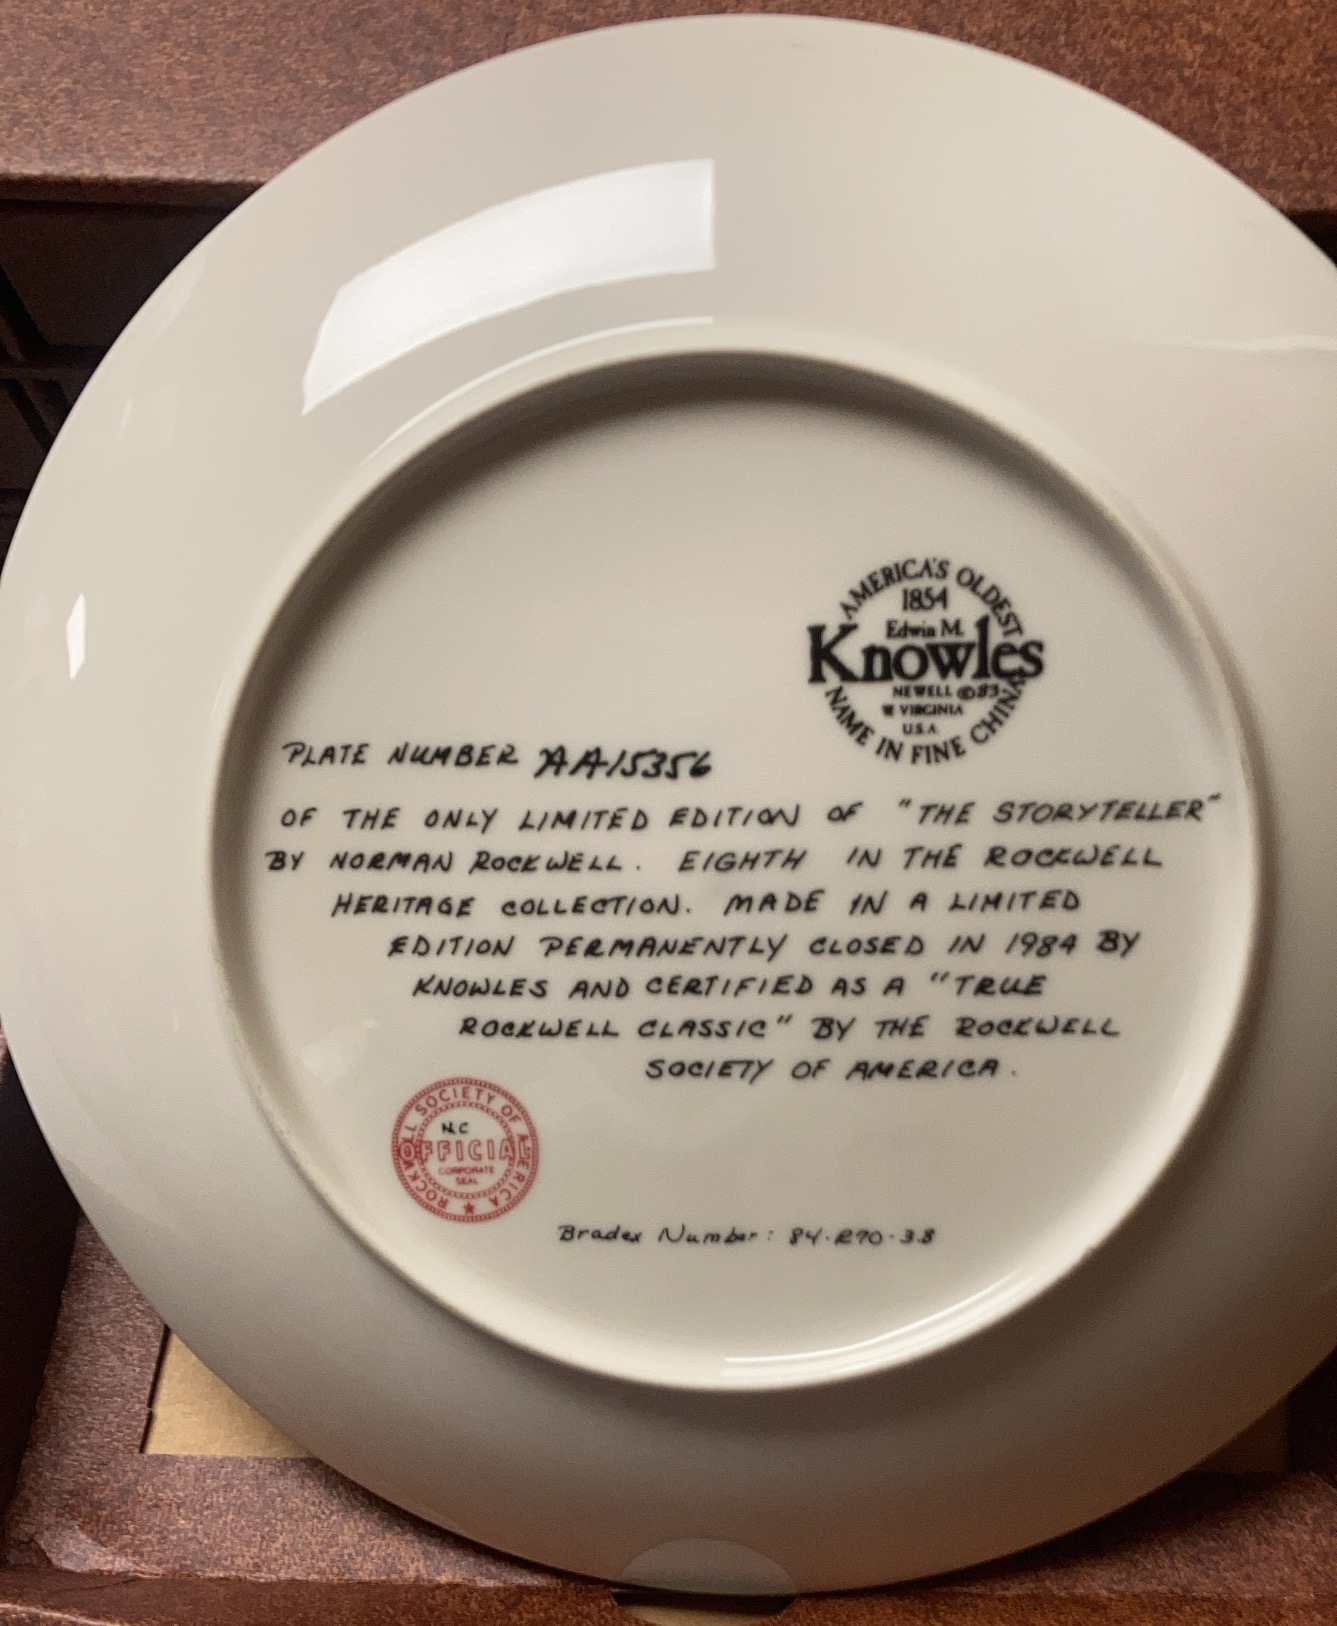 AMERICA'S OLDEST
1854
Edwin M.
Knowles
NEWELL ©83
W VIRGINIA
U.S.A.
NAME IN FINE CHINA
PLATE NUMBER AA15356
OF THE ONLY LIMITED EDITION OF "THE STORYTELLER"
BY NORMAN ROCKWELL. EIGHTH IN THE ROCKWELL
HERITAGE COLLECTION. MADE IN A LIMITED
EDITION PERMANENTLY CLOSED IN 1984 BY
KNOWLES AND CERTIFIED AS A "TRUE
ROCKWELL CLASSIC" BY THE ROCKWELL
SOCIETY OF AMERICA.
ROCKWELL SOCIETY OF AMERICA
N.C
OFFICIAL
CORPORATE
SEAL
Bradex Number: 84-R70-3.8